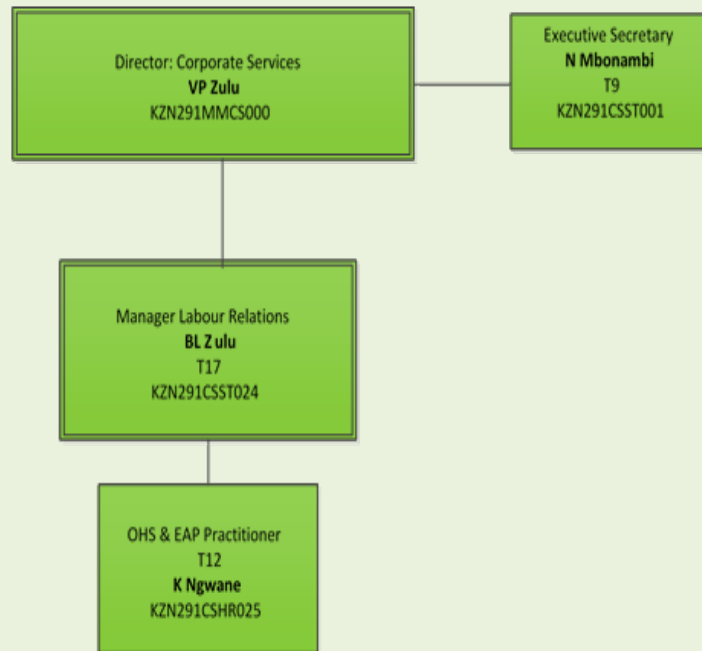 Director: Corporate Services
VP Zulu
KZN291MMCS000
Executive Secretary
N Mbonambi
T9
KZN291CSST001
Manager Labour Relations
BL Zulu
T17
KZN291CSST024
OHS & EAP Practitioner
T12
K Ngwane
KZN291CSHR025